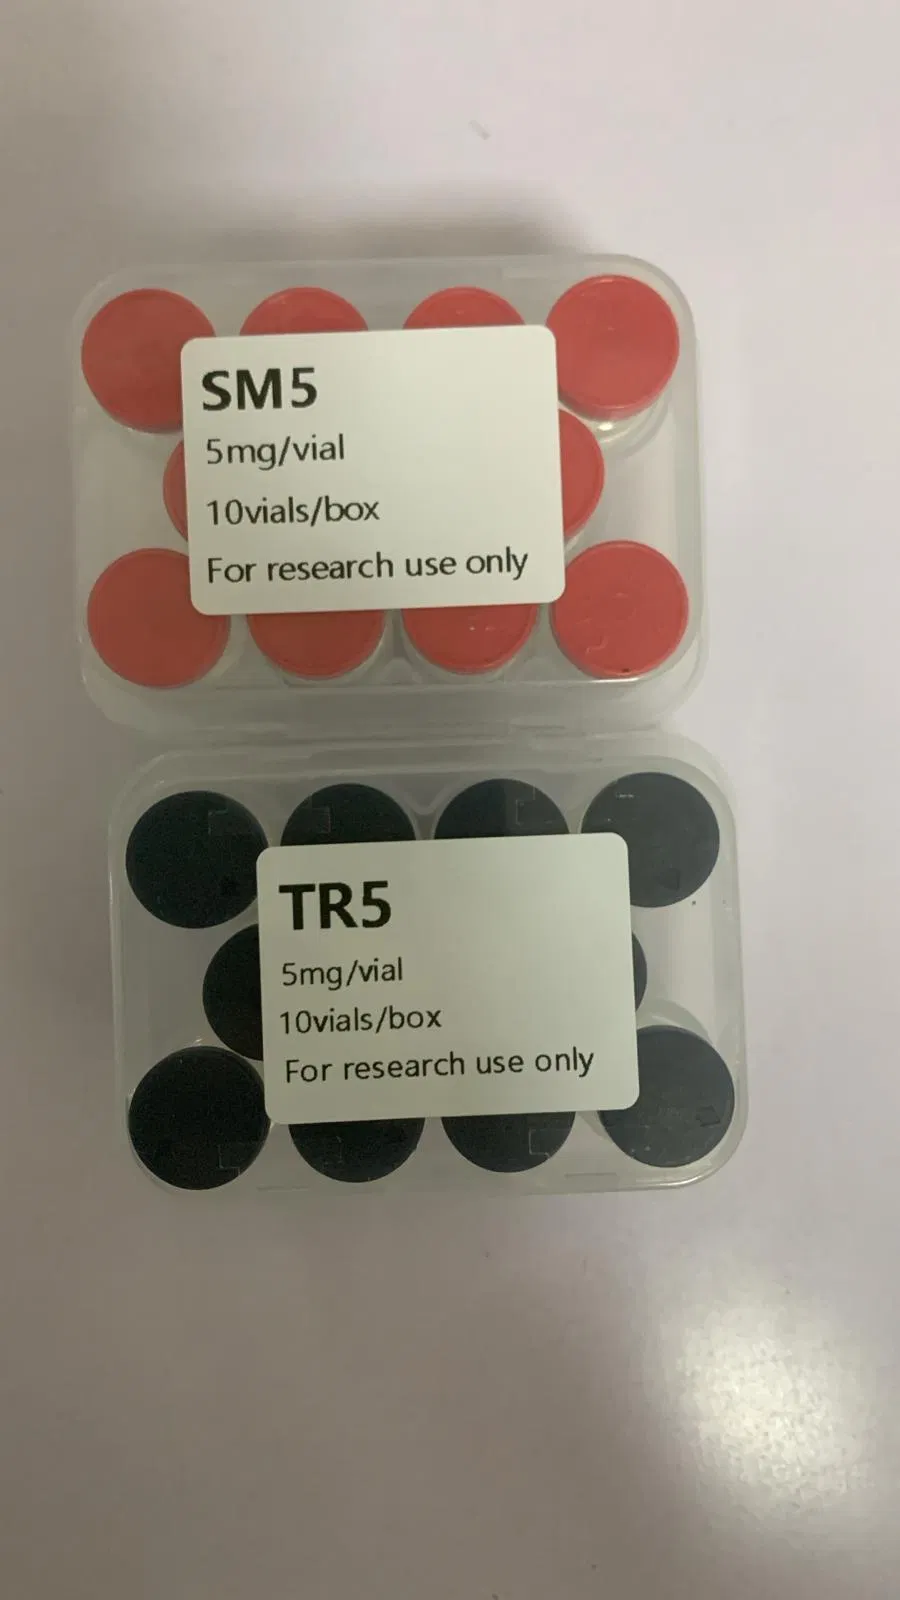 SM5
5mg/vial
10vials/box
For research use only
TR5
5mg/vial
10vials/box
For research use only